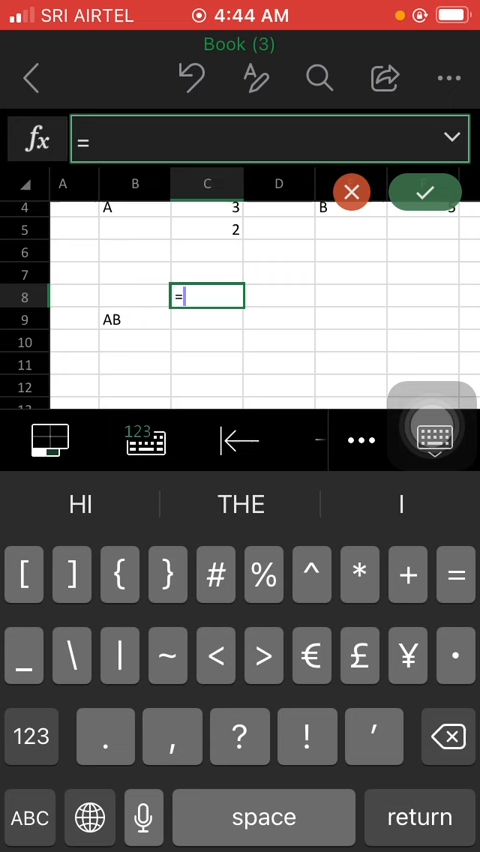 SRI AIRTEL 4:44 AM
Book (3)
fx =
A B C D
4 A 3 B
5 2
6
7
8 =
9 AB
10
11
12
123
HI THE I
[ ] { } # % ^ * + =
_ \ | ~ < > € £ ¥ •
123 . , ? ! ′
ABC space return